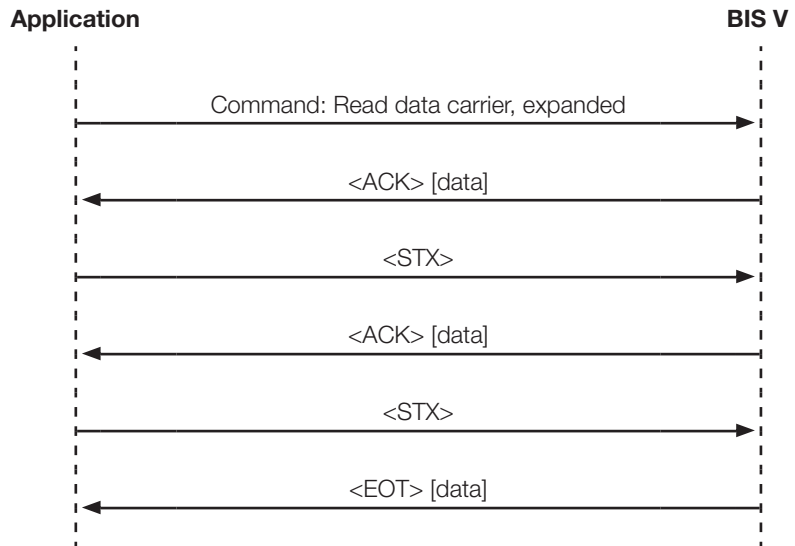 Application BIS V
Command: Read data carrier, expanded
<ACK> [data]
<STX>
<ACK> [data]
<STX>
<EOT> [data]